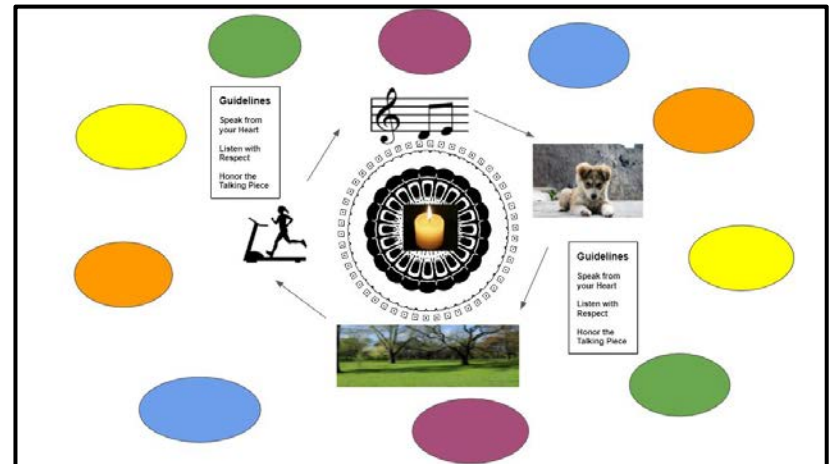 Guidelines
Speak from
your Heart
Listen with
Respect
Honor the
Talking Piece
Guidelines
Speak from
your Heart
Listen with
Respect
Honor the
Talking Piece